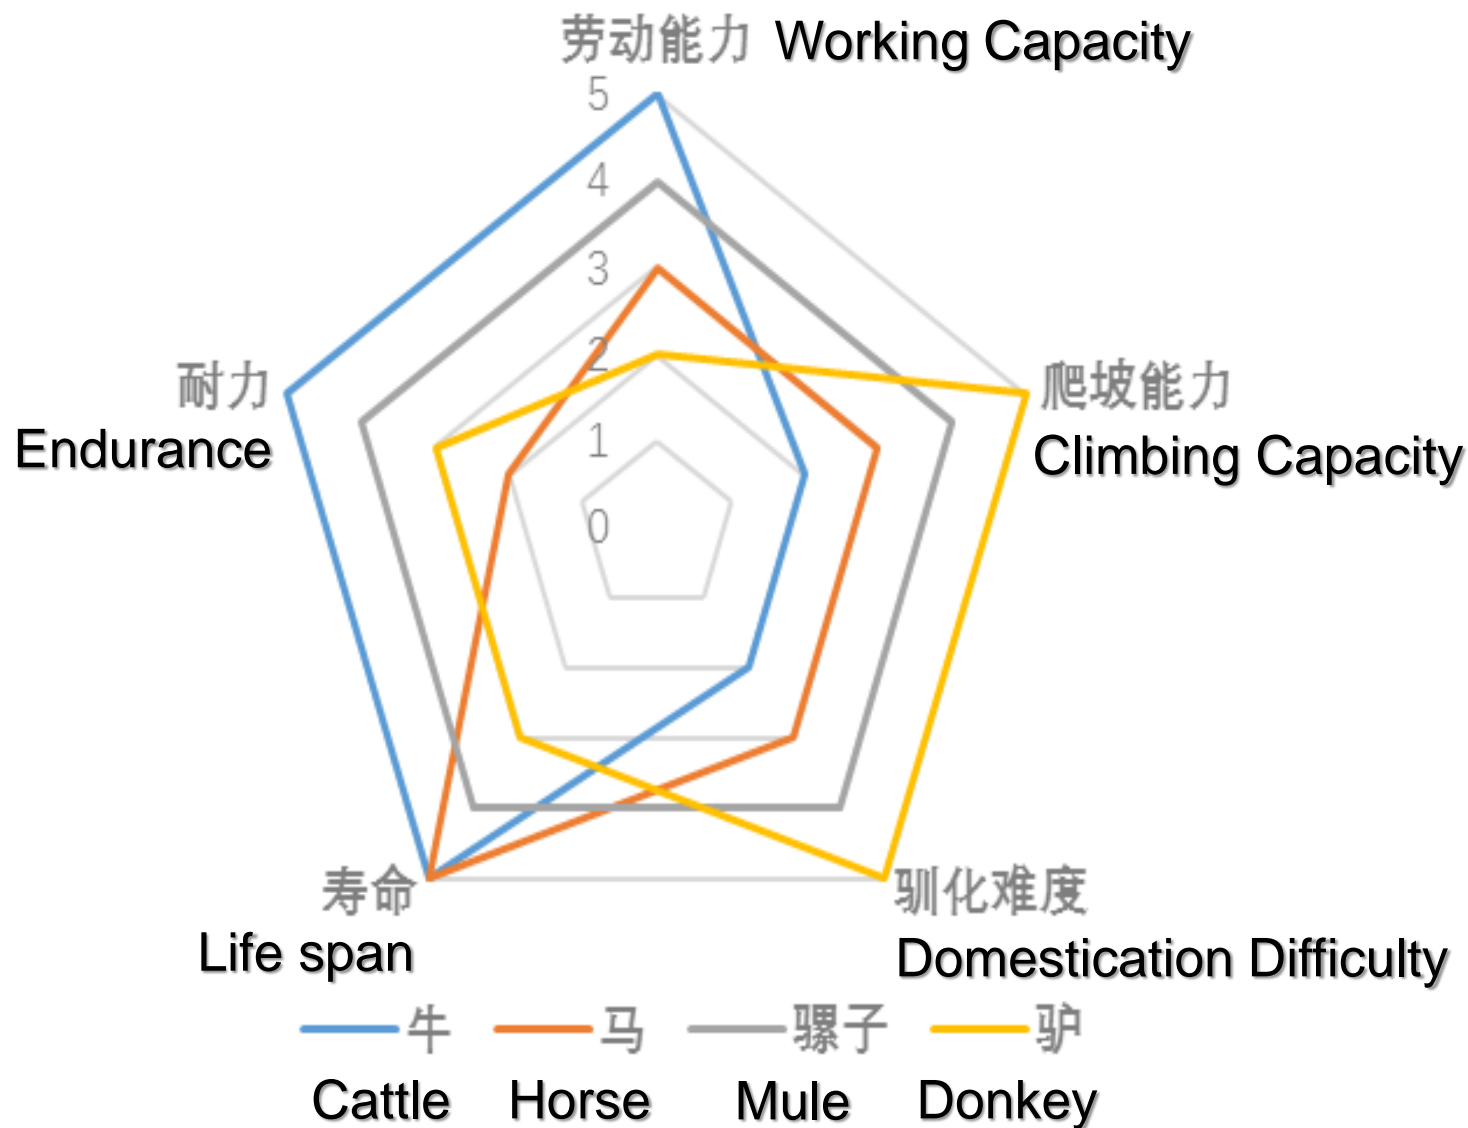 劳动能力 Working Capacity
5
4
3
2
1
0
耐力
Endurance
爬坡能力
Climbing Capacity
寿命
Life span
驯化难度
Domestication Difficulty
牛 马 骡子 驴
Cattle Horse Mule Donkey